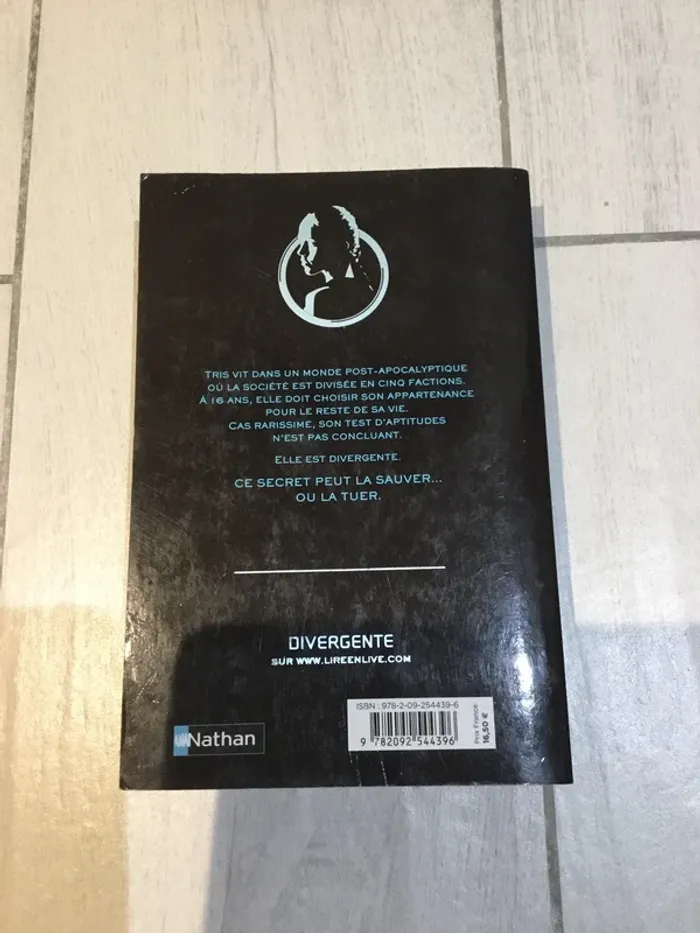 TRIS VIT DANS UN MONDE POST-APOCALYPTIQUE
OÙ LA SOCIÉTÉ EST DIVISÉE EN CINQ FACTIONS.
À 16 ANS, ELLE DOIT CHOISIR SON APPARTENANCE
POUR LE RESTE DE SA VIE.
CAS RARISSIME, SON TEST D'APTITUDES
N'EST PAS CONCLUANT.
ELLE EST DIVERGENTE.
CE SECRET PEUT LA SAUVER...
OU LA TUER.
DIVERGENTE
SUR WWW.LIREENLIVE.COM
Nathan
ISBN : 978-2-09-254439-6
9 782092 544396
Prix France:
16,50 €